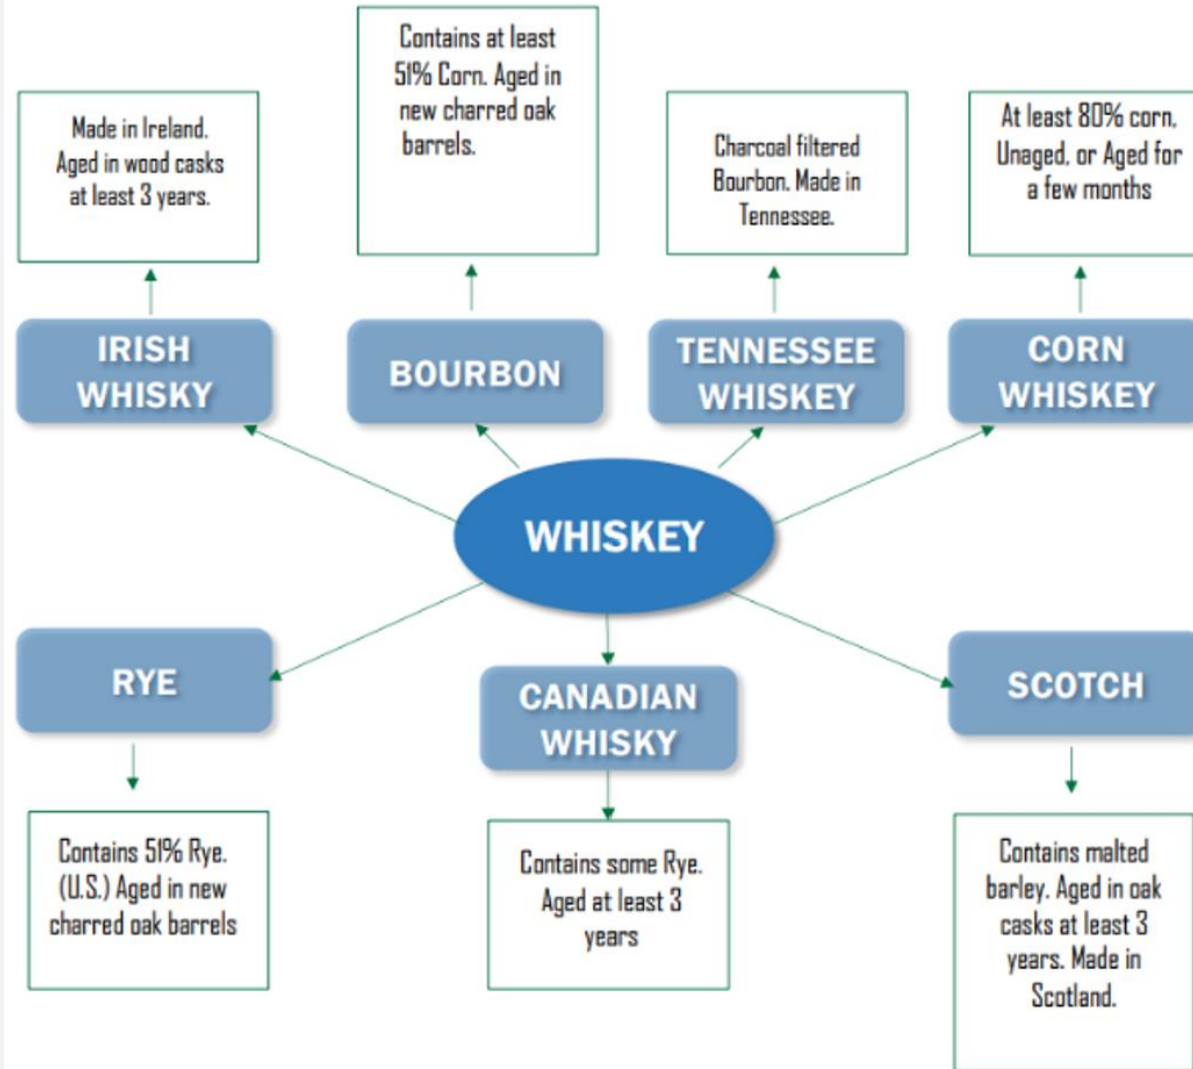 Contains at least
51% Corn. Aged in
new charred oak
barrels.
Made in Ireland.
Aged in wood casks
at least 3 years.
Charcoal filtered
Bourbon. Made in
Tennessee.
At least 80% corn,
Unaged, or Aged for
a few months
IRISH
WHISKY
BOURBON
TENNESSEE
WHISKEY
CORN
WHISKEY
WHISKEY
RYE
CANADIAN
WHISKY
SCOTCH
Contains 51% Rye.
(U.S.) Aged in new
charred oak barrels
Contains some Rye.
Aged at least 3
years
Contains malted
barley. Aged in oak
casks at least 3
years. Made in
Scotland.